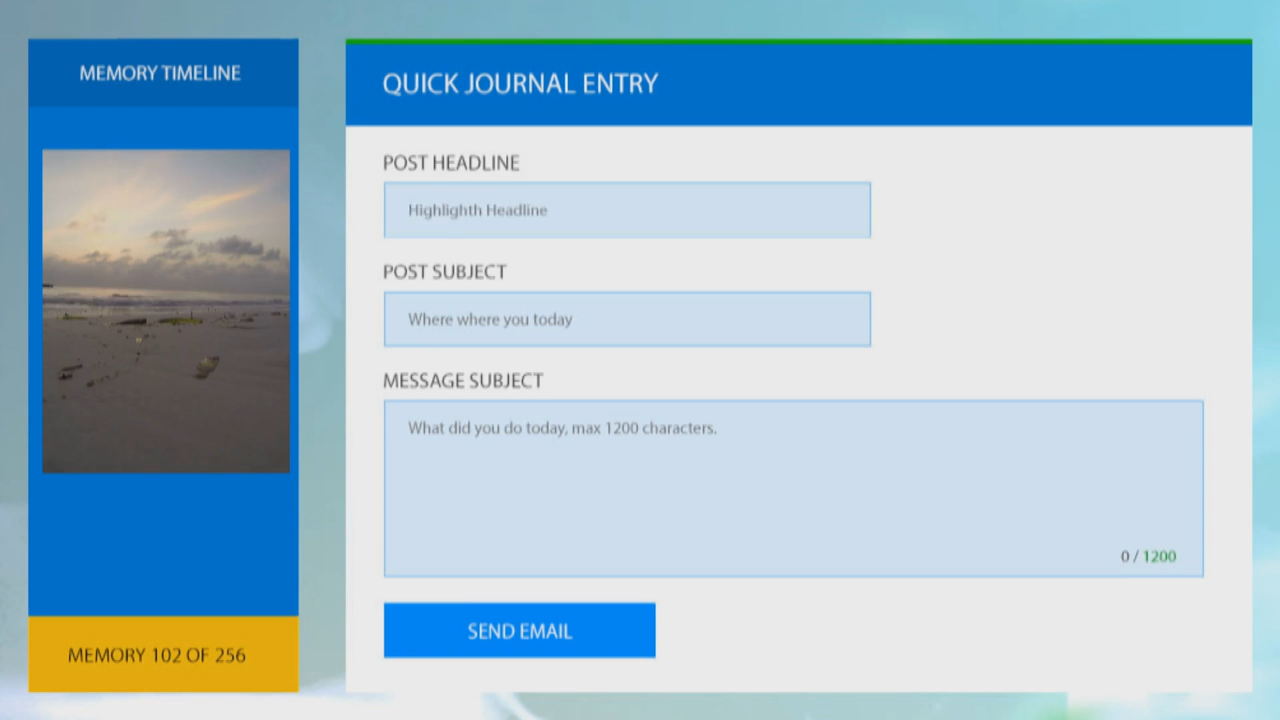 MEMORY TIMELINE
MEMORY 102 OF 256
QUICK JOURNAL ENTRY
POST HEADLINE
Highlighth Headline
POST SUBJECT
Where where you today
MESSAGE SUBJECT
What did you do today, max 1200 characters.
0 / 1200
SEND EMAIL